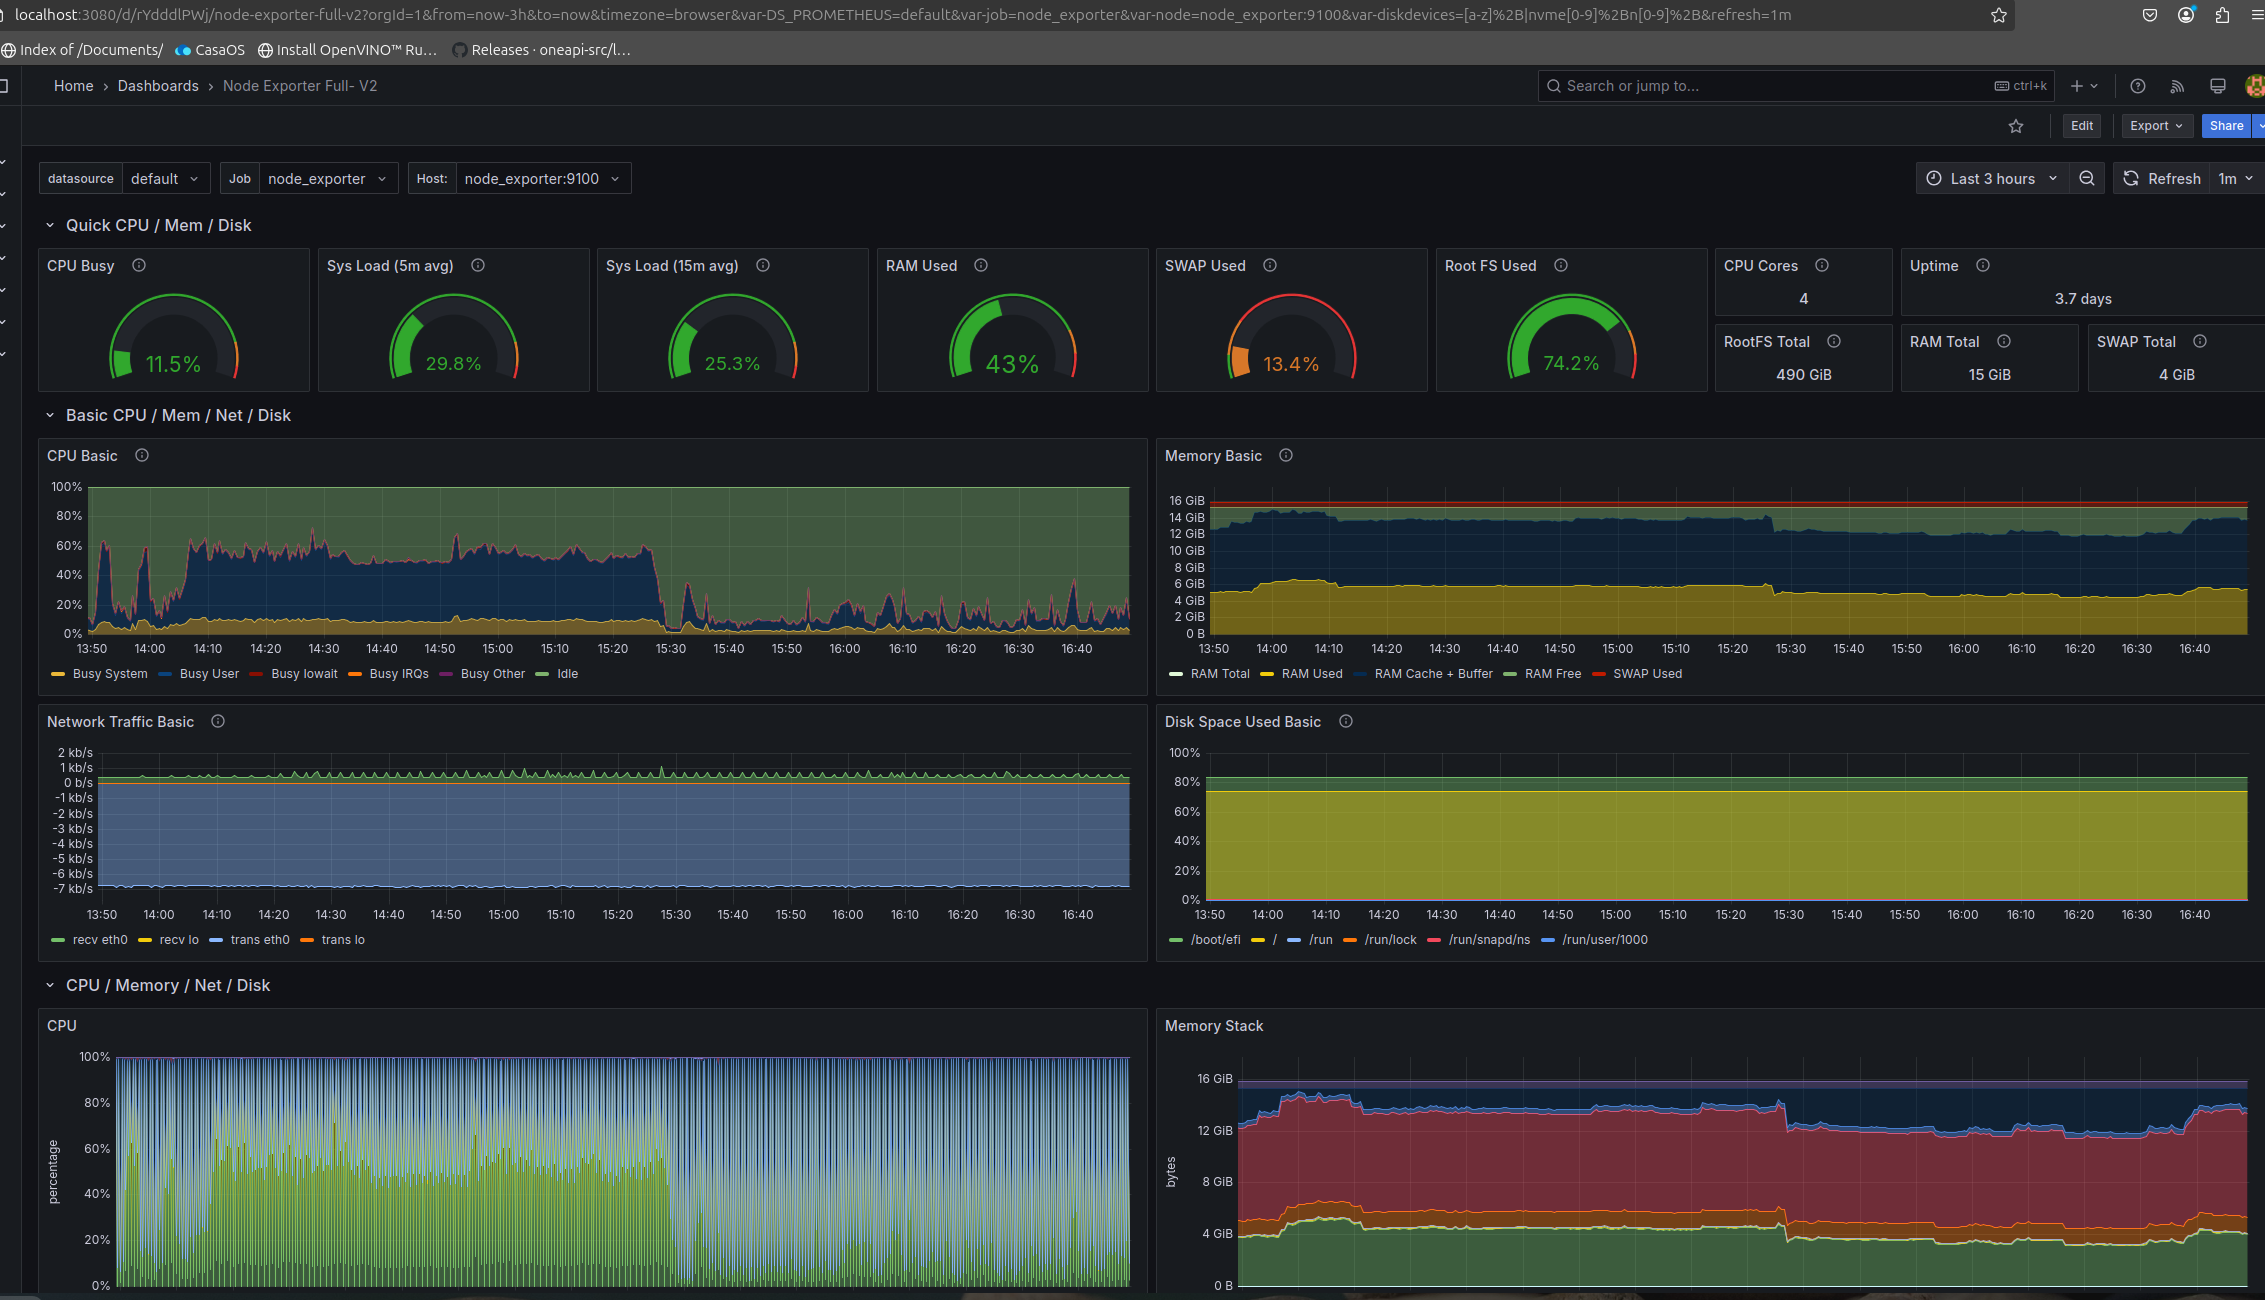 localhost:3080/d/rYdddlPWj/node-exporter-full-v2?orgId=1&from=now-3h&to=now&timezone=browser&var-DS_PROMETHEUS=default&var-job=node_exporter&var-node=node_exporter:9100&var-diskdevices=[a-z]%2B|nvme[0-9]%2Bn[0-9]%2B&refresh=1m
Index of /Documents/ CasaOS Install OpenVINO™ Ru… Releases · oneapi-src/l…
Home › Dashboards › Node Exporter Full- V2 Search or jump to... ctrl+k
Edit Export Share
datasource default Job node_exporter Host: node_exporter:9100 Last 3 hours Refresh 1m
Quick CPU / Mem / Disk
CPU Busy
11.5%
Sys Load (5m avg)
29.8%
Sys Load (15m avg)
25.3%
RAM Used
43%
SWAP Used
13.4%
Root FS Used
74.2%
CPU Cores
4
Uptime
3.7 days
RootFS Total
490 GiB
RAM Total
15 GiB
SWAP Total
4 GiB
Basic CPU / Mem / Net / Disk
CPU Basic
100%
80%
60%
40%
20%
0%
13:50 14:00 14:10 14:20 14:30 14:40 14:50 15:00 15:10 15:20 15:30 15:40 15:50 16:00 16:10 16:20 16:30 16:40
Busy System Busy User Busy Iowait Busy IRQs Busy Other Idle
Memory Basic
16 GiB
14 GiB
12 GiB
10 GiB
8 GiB
6 GiB
4 GiB
2 GiB
0 B
13:50 14:00 14:10 14:20 14:30 14:40 14:50 15:00 15:10 15:20 15:30 15:40 15:50 16:00 16:10 16:20 16:30 16:40
RAM Total RAM Used RAM Cache + Buffer RAM Free SWAP Used
Network Traffic Basic
2 kb/s
1 kb/s
0 b/s
-1 kb/s
-2 kb/s
-3 kb/s
-4 kb/s
-5 kb/s
-6 kb/s
-7 kb/s
13:50 14:00 14:10 14:20 14:30 14:40 14:50 15:00 15:10 15:20 15:30 15:40 15:50 16:00 16:10 16:20 16:30 16:40
recv eth0 recv lo trans eth0 trans lo
Disk Space Used Basic
100%
80%
60%
40%
20%
0%
13:50 14:00 14:10 14:20 14:30 14:40 14:50 15:00 15:10 15:20 15:30 15:40 15:50 16:00 16:10 16:20 16:30 16:40
/boot/efi / /run /run/lock /run/snapd/ns /run/user/1000
CPU / Memory / Net / Disk
CPU
percentage
100%
80%
60%
40%
20%
0%
Memory Stack
bytes
16 GiB
12 GiB
8 GiB
4 GiB
0 B